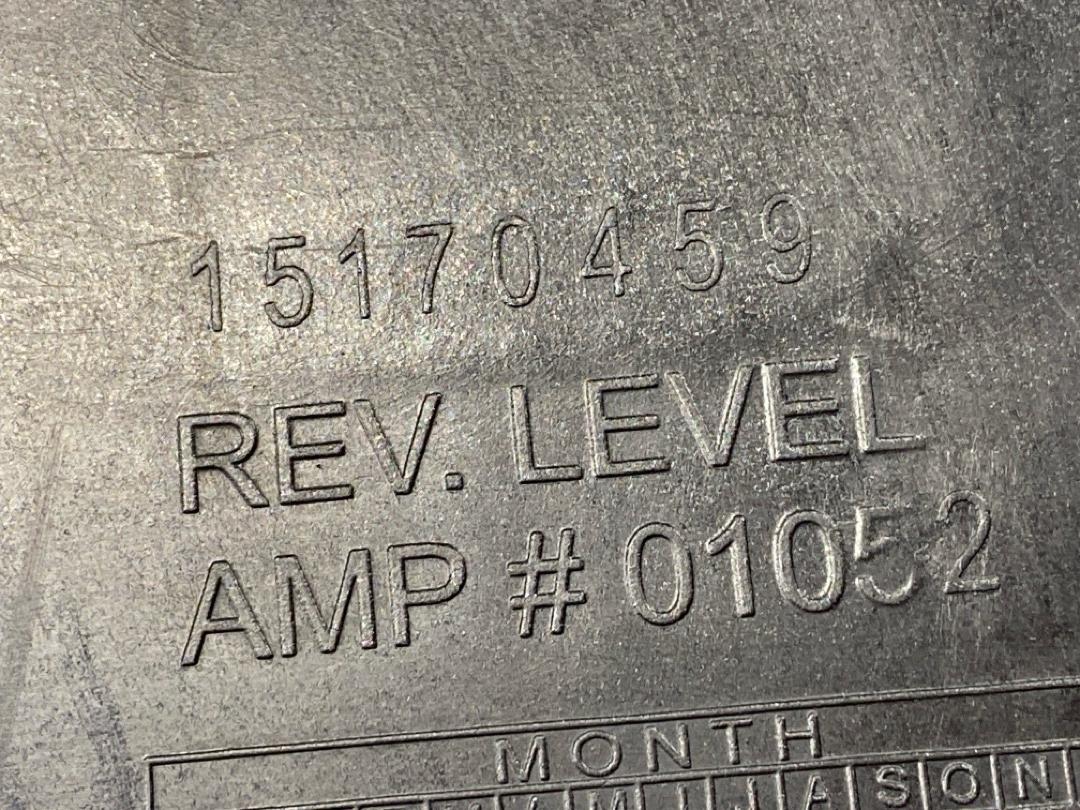 15170459
REV. LEVEL
AMP # 01052
MONTH
M A M J J A S O N